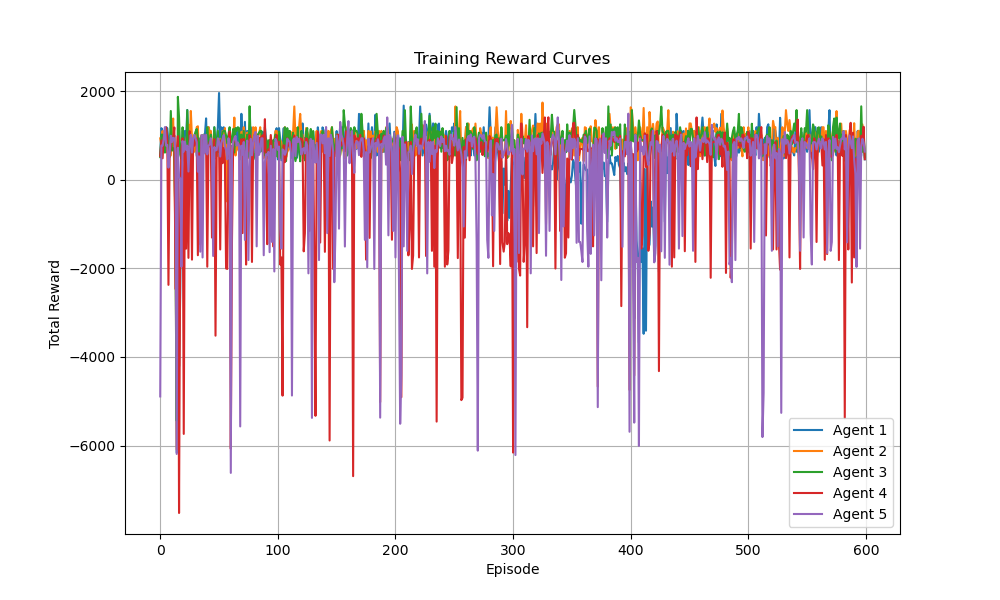 Training Reward Curves
Total Reward
2000
0
−2000
−4000
−6000
0 100 200 300 400 500 600
Episode
Agent 1
Agent 2
Agent 3
Agent 4
Agent 5